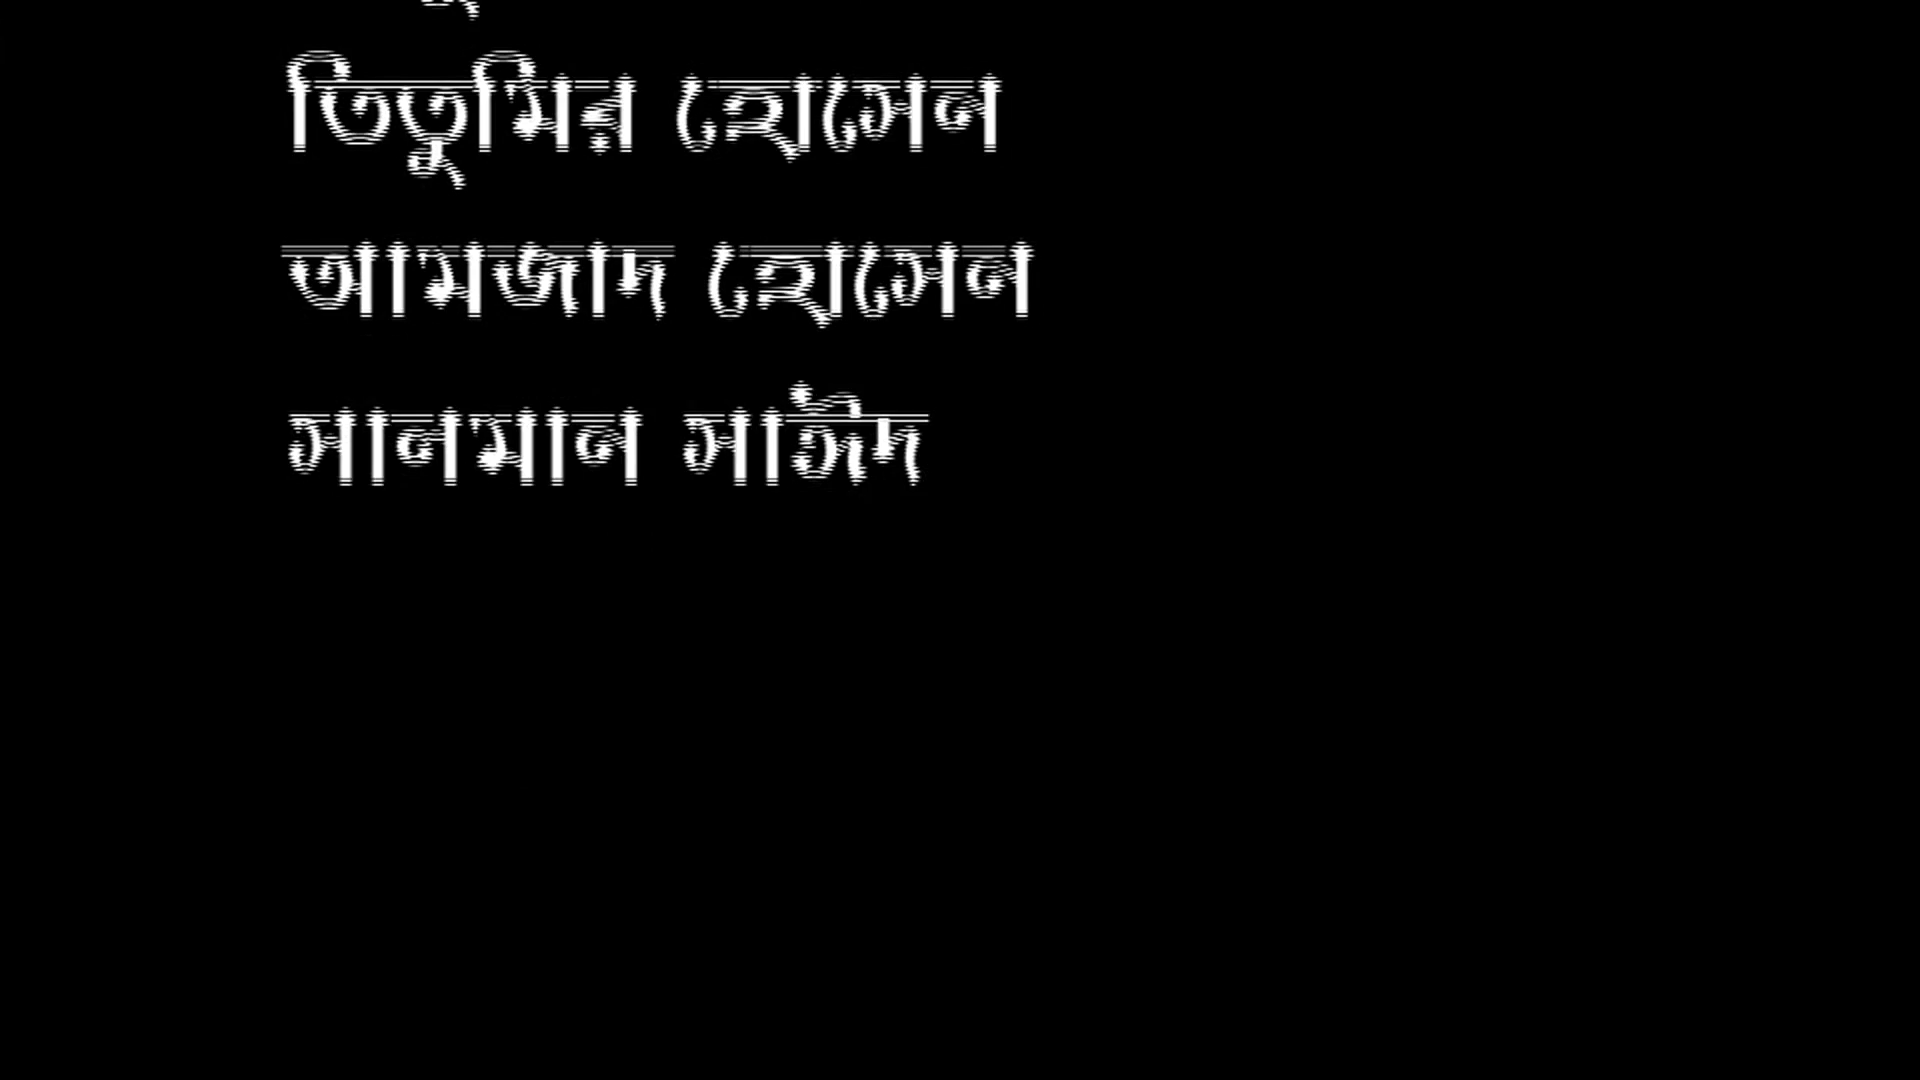 তিতুমির হোসেন
আমজাদ হোসেন
সালমান সাঈদ